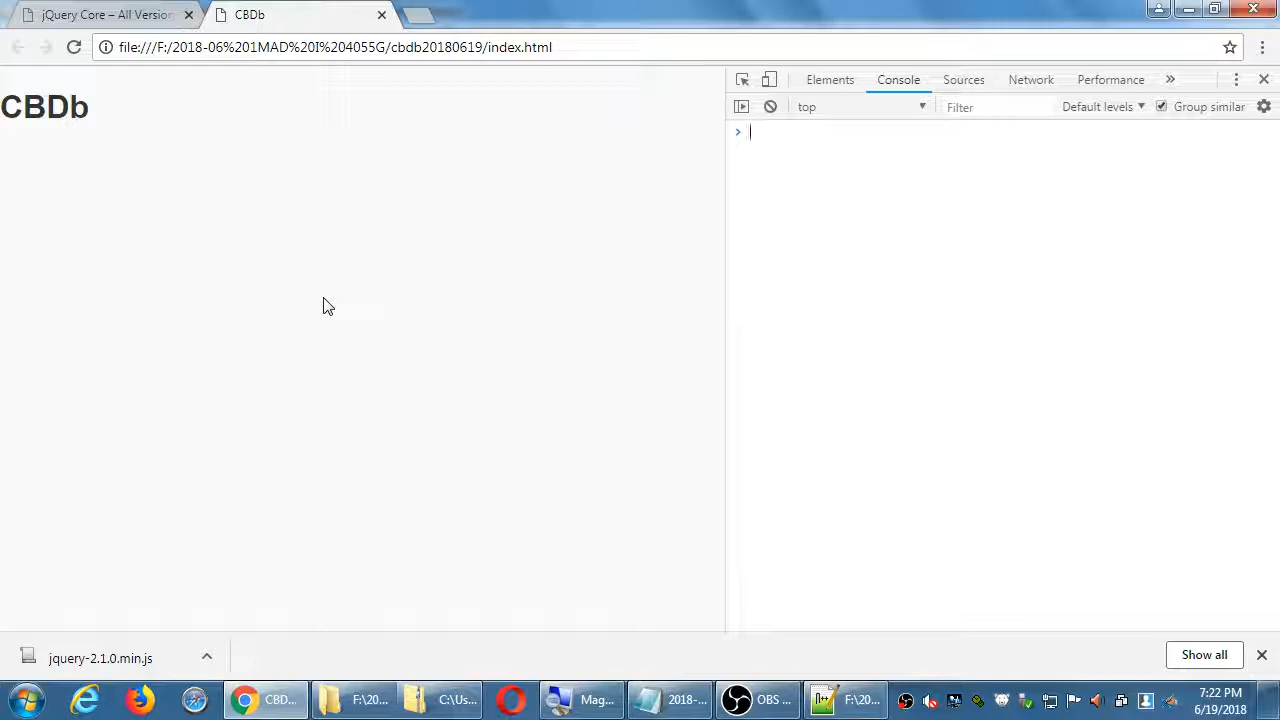 jQuery Core – All Version
CBDb
file:///F:/2018-06%201MAD%20I%204055G/cbdb20180619/index.html
CBDb
Elements
Console
Sources
Network
Performance
top
Filter
Default levels
Group similar
jquery-2.1.0.min.js
Show all
CBD...
F:\20...
C:\Us...
Mag...
2018-...
OBS ...
F:\20...
7:22 PM
6/19/2018